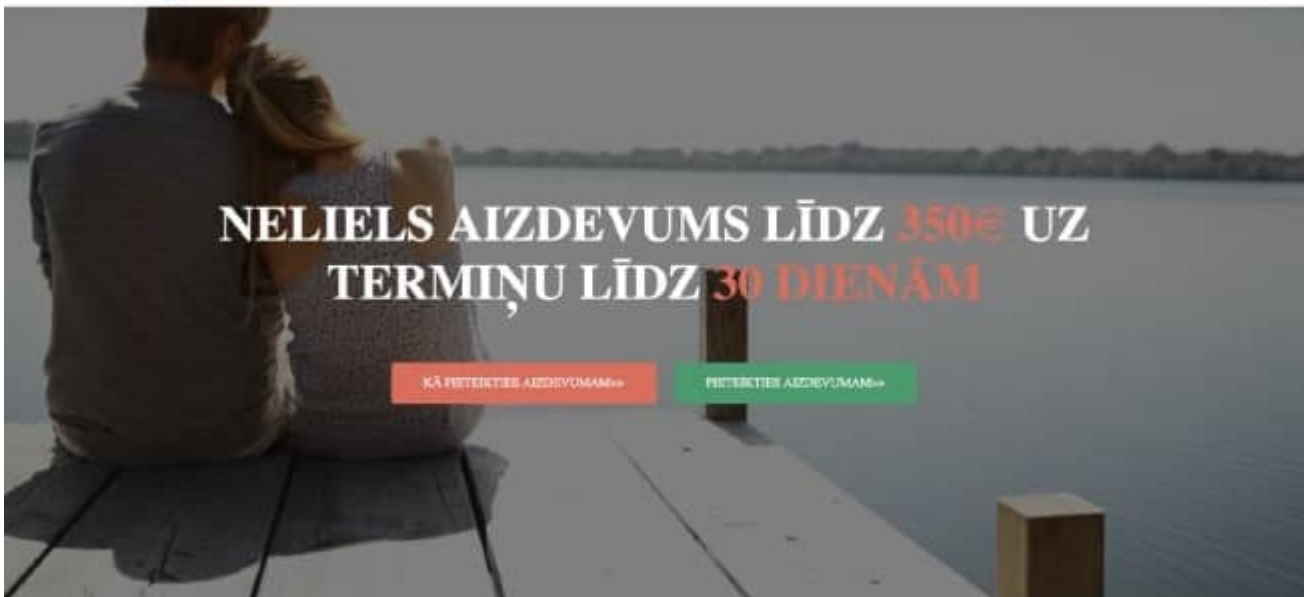 NELIELS AIZDEVUMS LĪDZ 350€ UZ
TERMIŅU LĪDZ 30 DIENĀM
KĀ PIETEIKTIES AIZDEVUMAM>>
PIETEIKTIES AIZDEVUMAM>>